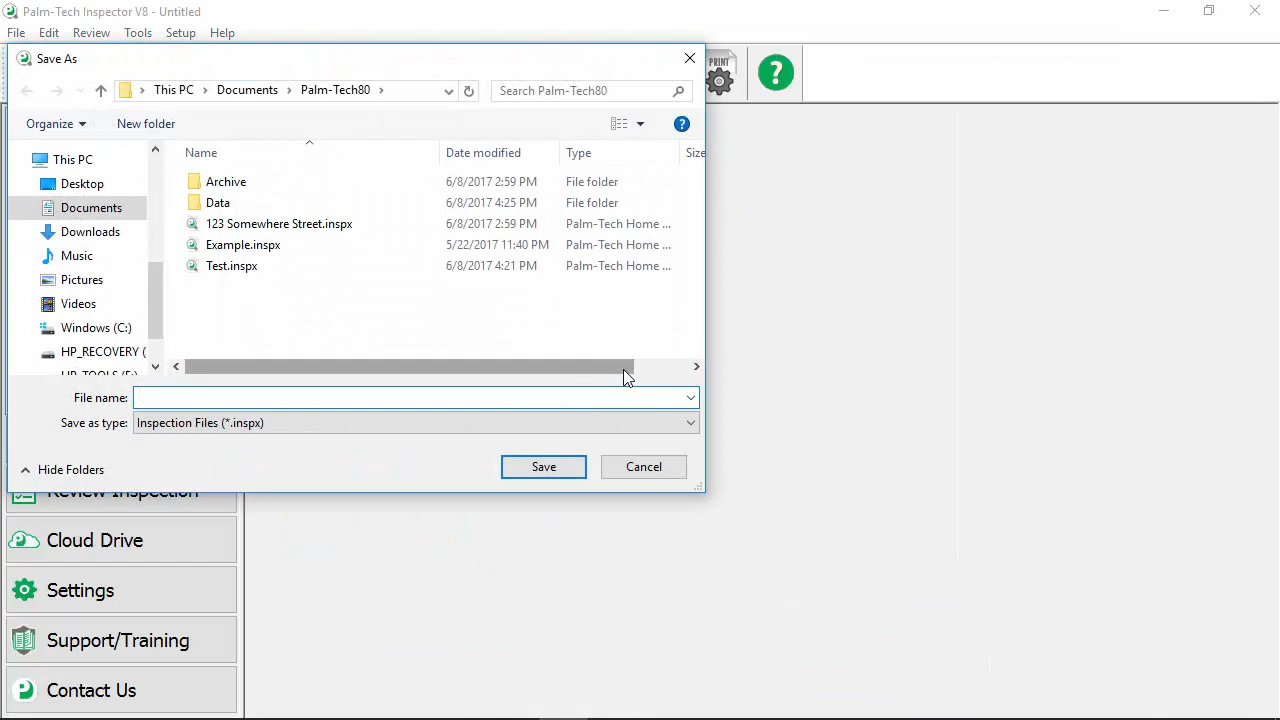 Palm-Tech Inspector V8 - Untitled
File Edit Review Tools Setup Help
Save As
This PC Documents Palm-Tech80
Search Palm-Tech80
PRINT
?
Organize New folder
?
This PC
Desktop
Documents
Downloads
Music
Pictures
Videos
Windows (C:)
HP_RECOVERY (
HP_TOOLS (E:)
Name Date modified Type Size
Archive 6/8/2017 2:59 PM File folder
Data 6/8/2017 4:25 PM File folder
123 Somewhere Street.inspx 6/8/2017 2:59 PM Palm-Tech Home ...
Example.inspx 5/22/2017 11:40 PM Palm-Tech Home ...
Test.inspx 6/8/2017 4:21 PM Palm-Tech Home ...
File name:
Save as type: Inspection Files (*.inspx)
Hide Folders
Save Cancel
Review Inspection
Cloud Drive
Settings
Support/Training
Contact Us